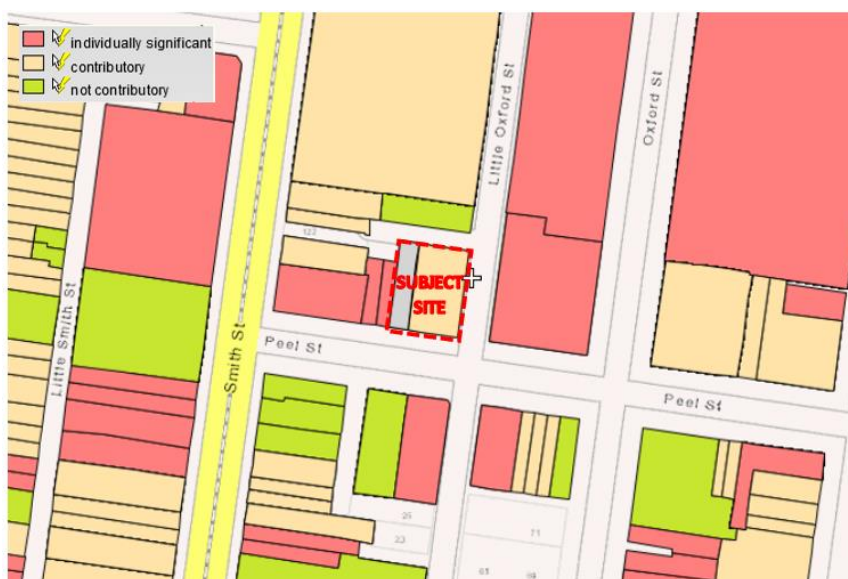 individually significant
contributory
not contributory
Little Oxford St
Oxford St
122
SUBJECT
SITE
Little Smith St
Smith St
Peel St
Peel St
25
23
71